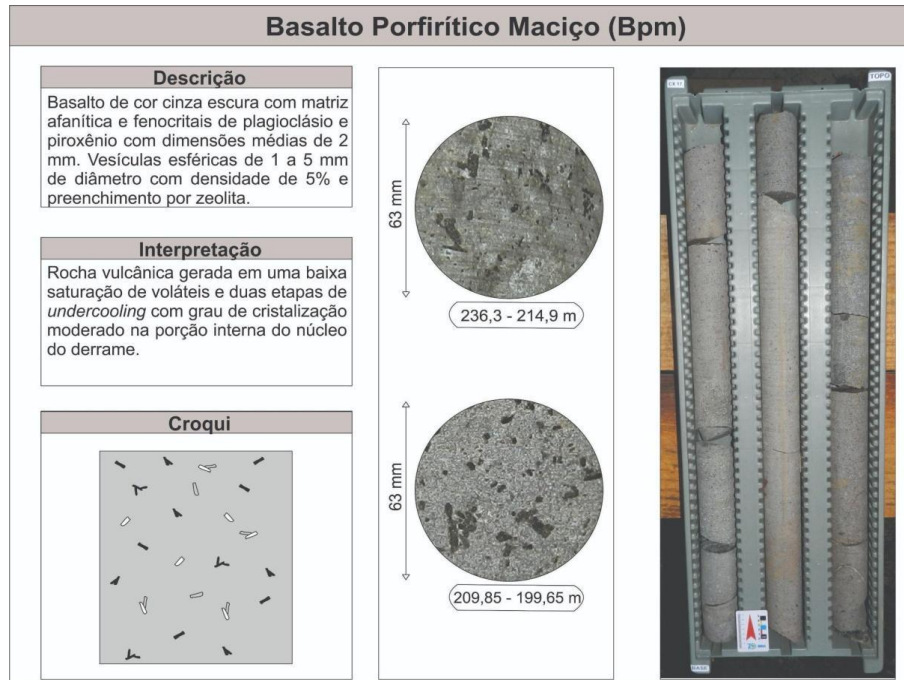 Basalto Porfirítico Maciço (Bpm)
Descrição
Basalto de cor cinza escura com matriz
afanítica e fenocritais de plagioclásio e
piroxênio com dimensões médias de 2
mm. Vesículas esféricas de 1 a 5 mm
de diâmetro com densidade de 5% e
preenchimento por zeolita.
Interpretação
Rocha vulcânica gerada em uma baixa
saturação de voláteis e duas etapas de
undercooling com grau de cristalização
moderado na porção interna do núcleo
do derrame.
Croqui
63 mm
236,3 - 214,9 m
63 mm
209,85 - 199,65 m
TOPO
BASE